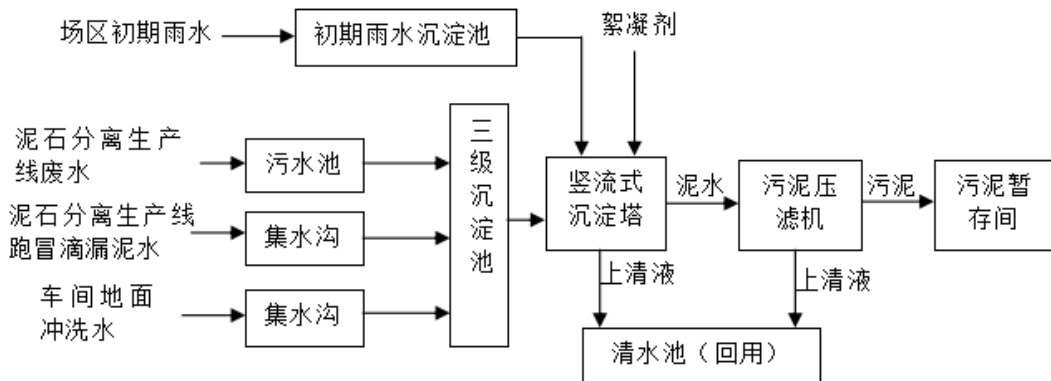 场区初期雨水
初期雨水沉淀池
絮凝剂
泥石分离生产
线废水
污水池
三级沉淀池
竖流式
沉淀塔
泥水
污泥压
滤机
污泥
污泥暂
存间
泥石分离生产线
跑冒滴漏泥水
集水沟
上清液
上清液
车间地面
冲洗水
集水沟
清水池（回用）